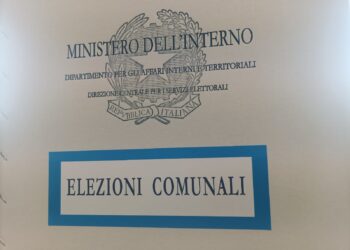 MINISTERO DELL'INTERNO
DIPARTIMENTO PER GLI AFFARI INTERNI E TERRITORIALI
DIREZIONE CENTRALE PER I SERVIZI ELETTORALI
REPVBBLICA ITALIANA
ELEZIONI COMUNALI